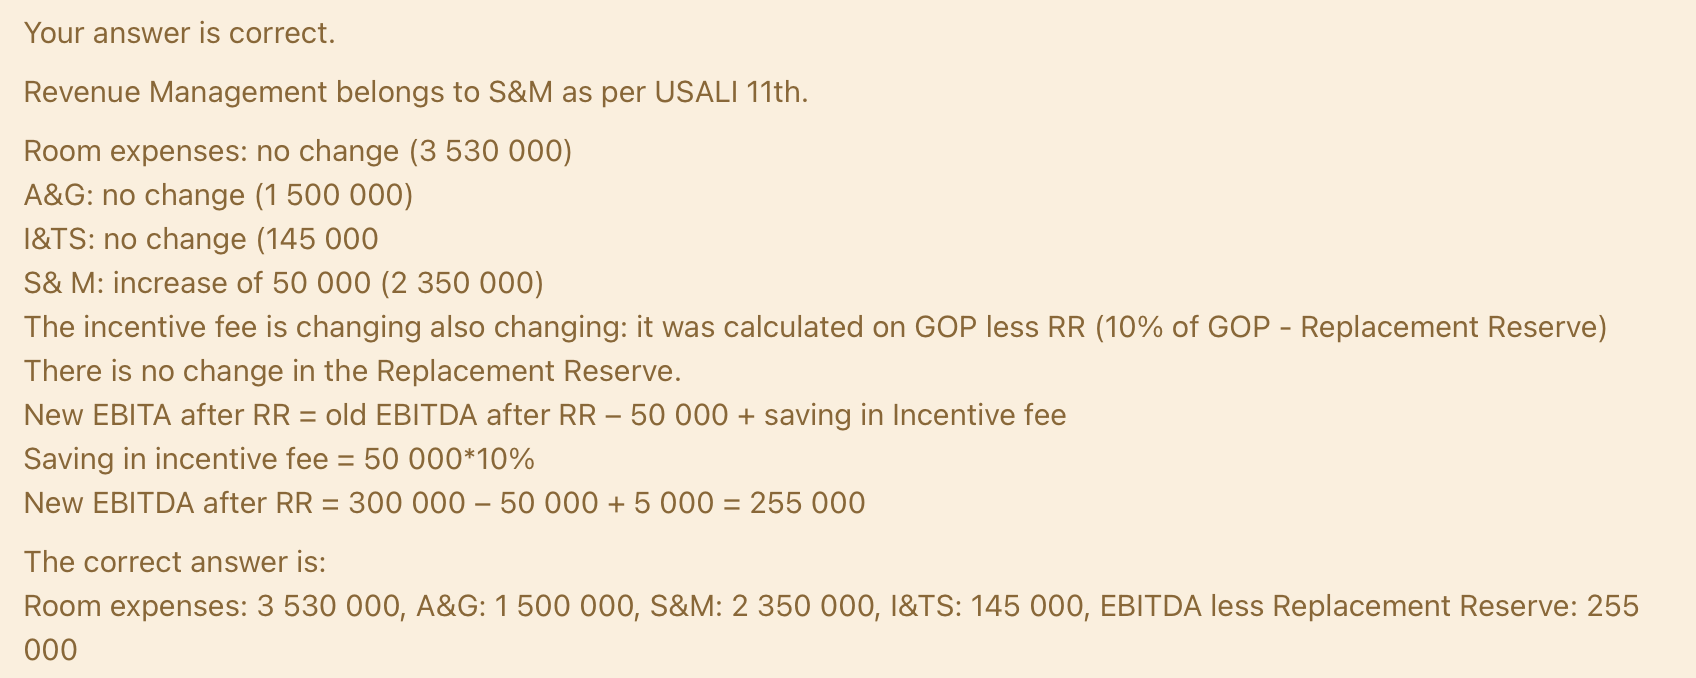 Your answer is correct.
Revenue Management belongs to S&M as per USALI 11th.
Room expenses: no change (3 530 000)
A&G: no change (1 500 000)
I&TS: no change (145 000
S& M: increase of 50 000 (2 350 000)
The incentive fee is changing also changing: it was calculated on GOP less RR (10% of GOP - Replacement Reserve)
There is no change in the Replacement Reserve.
New EBITA after RR = old EBITDA after RR – 50 000 + saving in Incentive fee
Saving in incentive fee = 50 000*10%
New EBITDA after RR = 300 000 – 50 000 + 5 000 = 255 000
The correct answer is:
Room expenses: 3 530 000, A&G: 1 500 000, S&M: 2 350 000, I&TS: 145 000, EBITDA less Replacement Reserve: 255
000